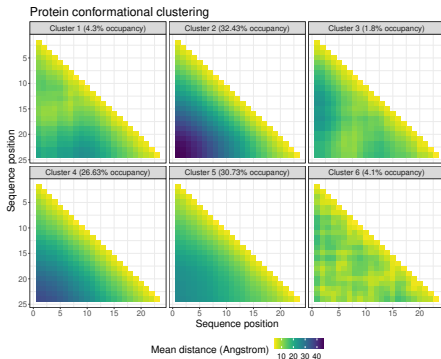 Protein conformational clustering
Cluster 1 (4.3% occupancy) Cluster 2 (32.43% occupancy) Cluster 3 (1.8% occupancy)
5
10
15
20
25
Cluster 4 (26.63% occupancy) Cluster 5 (30.73% occupancy) Cluster 6 (4.1% occupancy)
5
10
15
20
25
Sequence position
0 5 10 15 20 0 5 10 15 20 0 5 10 15 20
Sequence position
Mean distance (Angstrom)
10 20 30 40